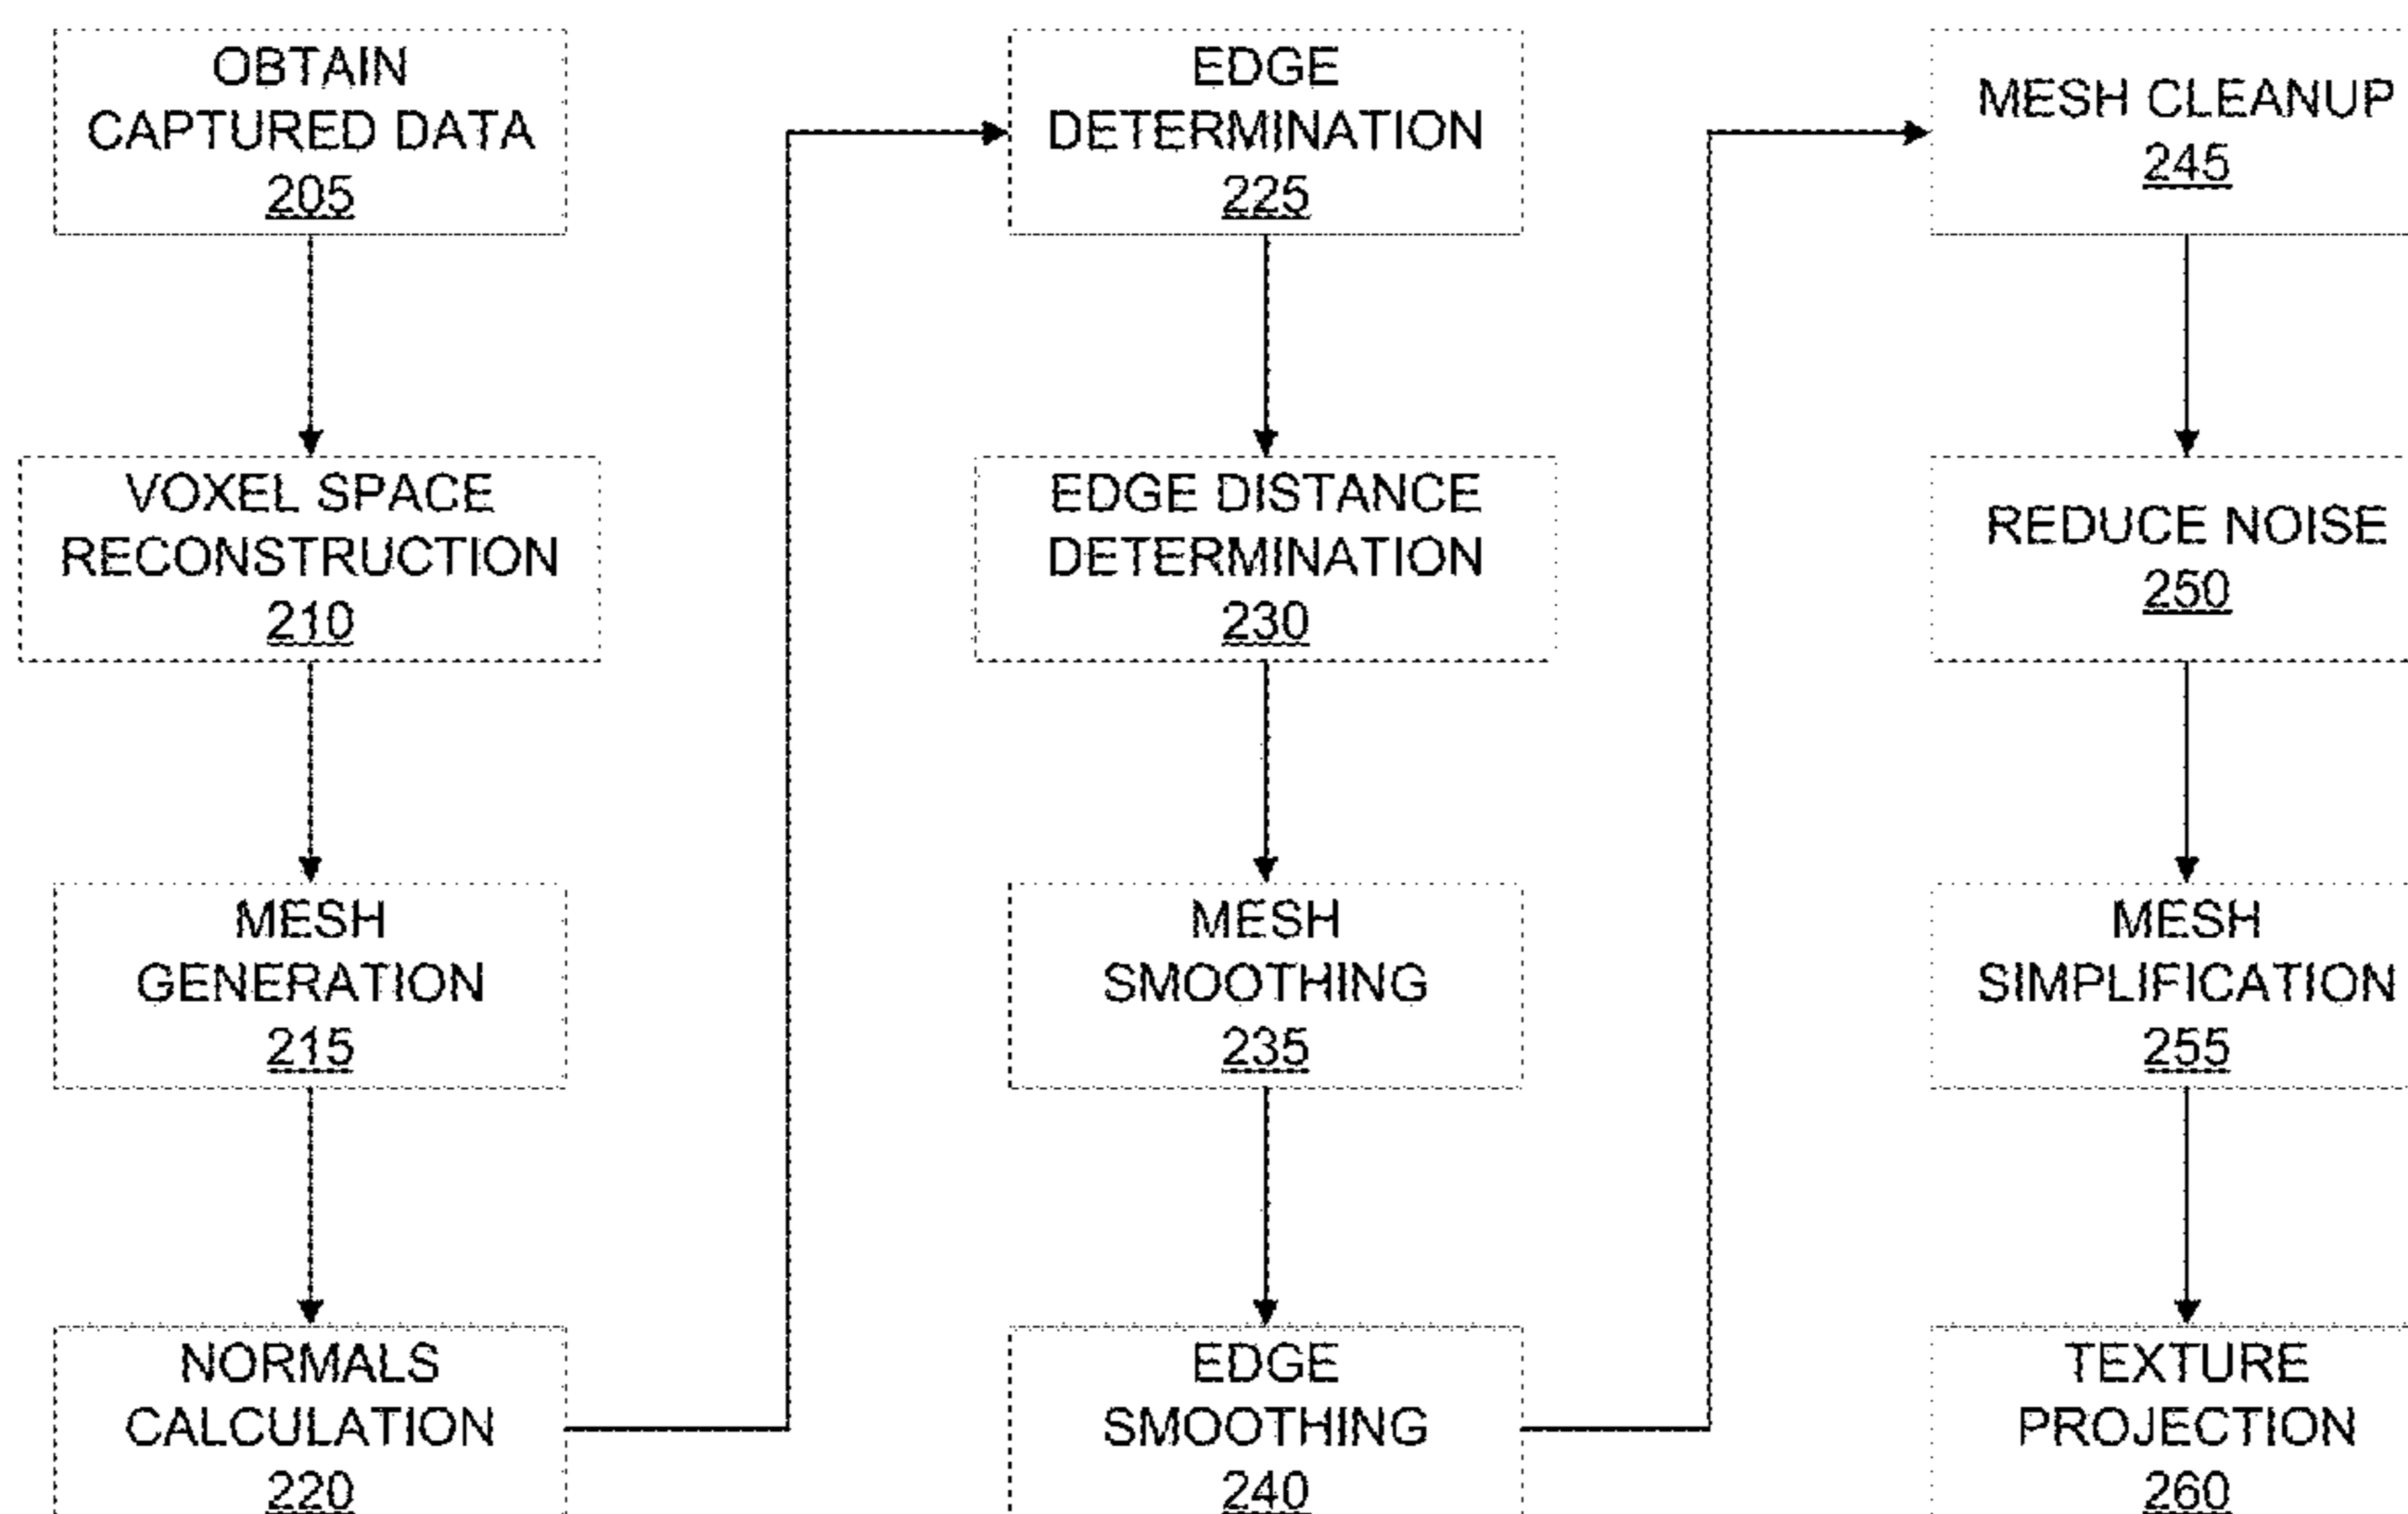 OBTAIN
CAPTURED DATA
205
VOXEL SPACE
RECONSTRUCTION
210
MESH
GENERATION
215
NORMALS
CALCULATION
220
EDGE
DETERMINATION
225
EDGE DISTANCE
DETERMINATION
230
MESH
SMOOTHING
235
EDGE
SMOOTHING
240
MESH CLEANUP
245
REDUCE NOISE
250
MESH
SIMPLIFICATION
255
TEXTURE
PROJECTION
260